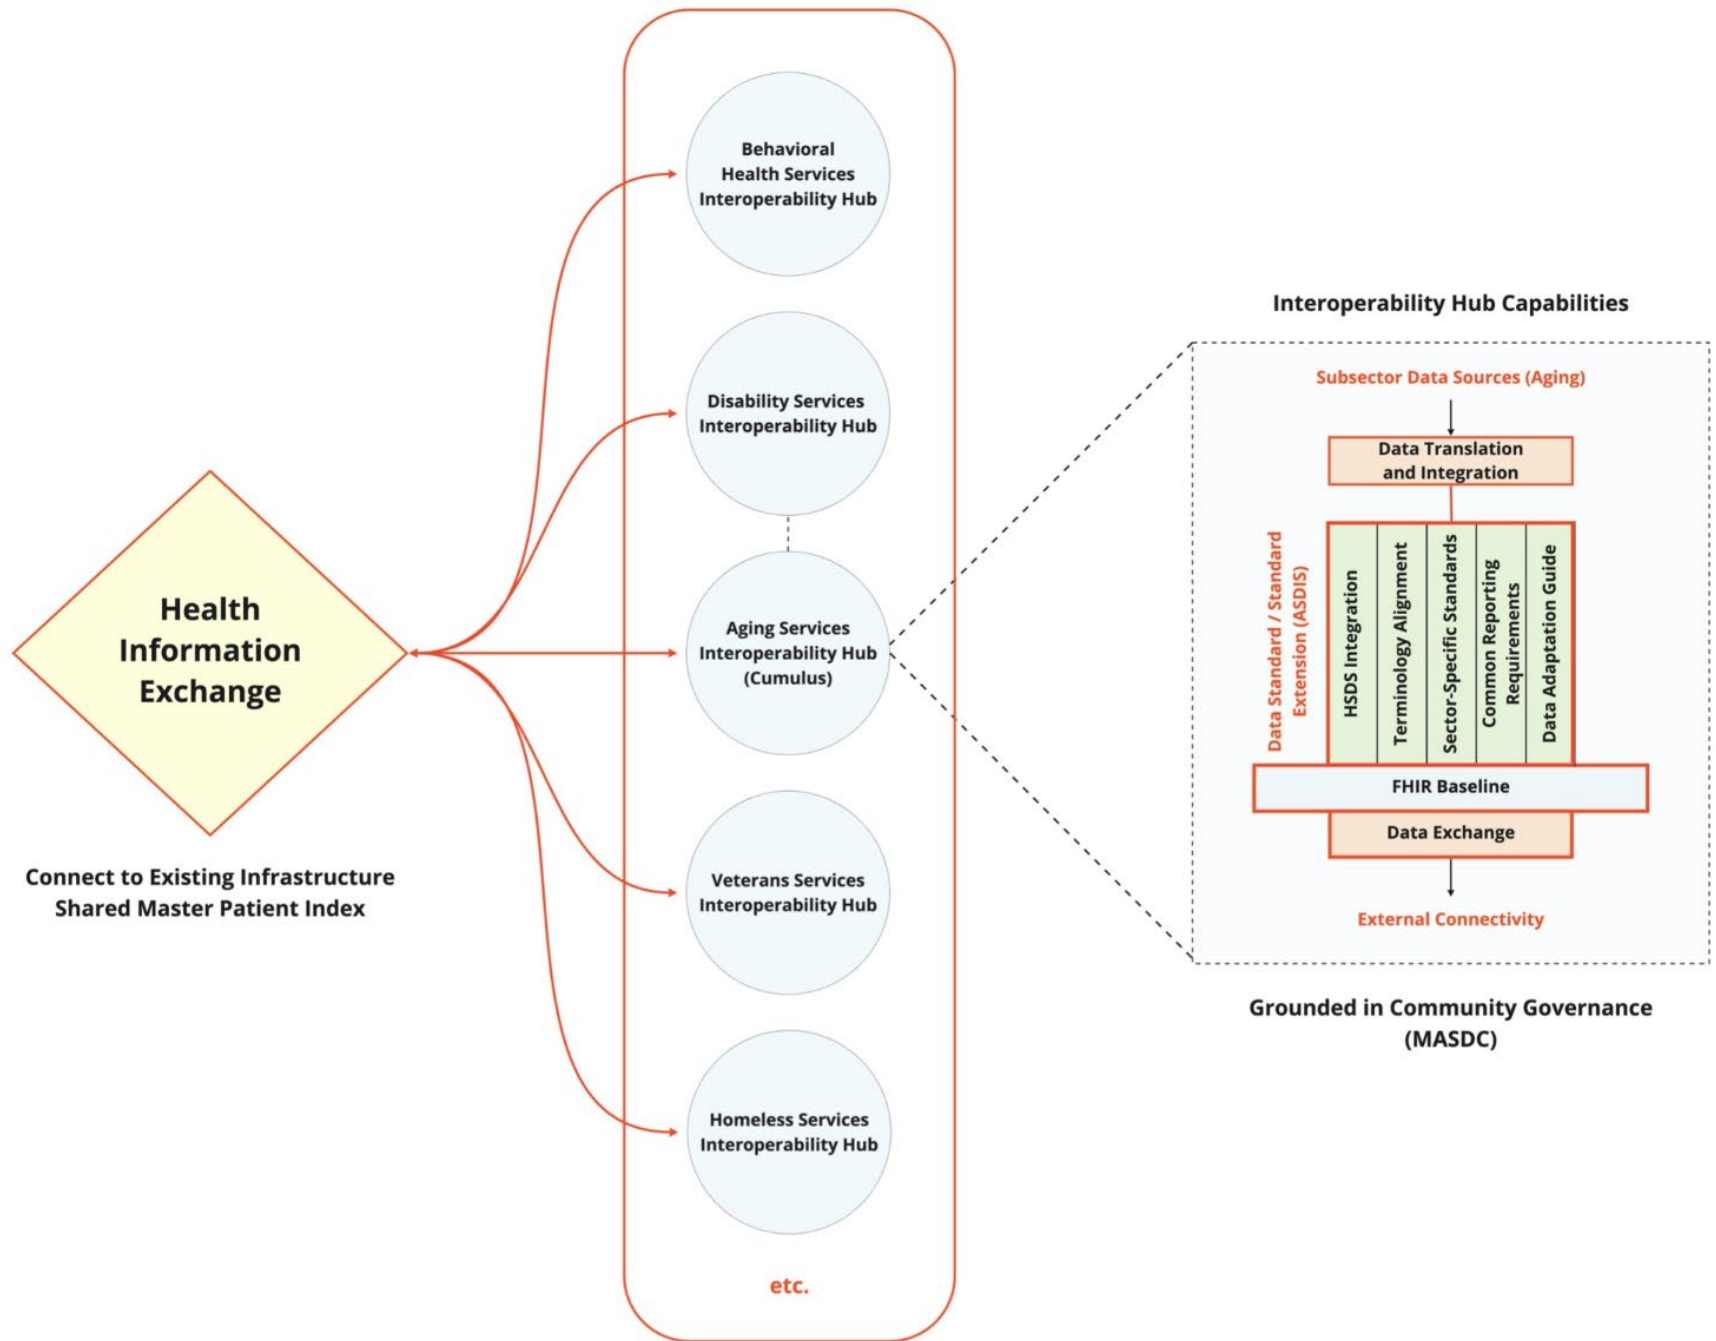 Behavioral
Health Services
Interoperability Hub
Disability Services
Interoperability Hub
Health
Information
Exchange
Connect to Existing Infrastructure
Shared Master Patient Index
Aging Services
Interoperability Hub
(Cumulus)
Veterans Services
Interoperability Hub
Homeless Services
Interoperability Hub
etc.
Interoperability Hub Capabilities
Subsector Data Sources (Aging)
Data Translation
and Integration
Data Standard / Standard
Extension (ASDIS)
HSDS Integration
Terminology Alignment
Sector-Specific Standards
Common Reporting
Requirements
Data Adaptation Guide
FHIR Baseline
Data Exchange
External Connectivity
Grounded in Community Governance
(MASDC)